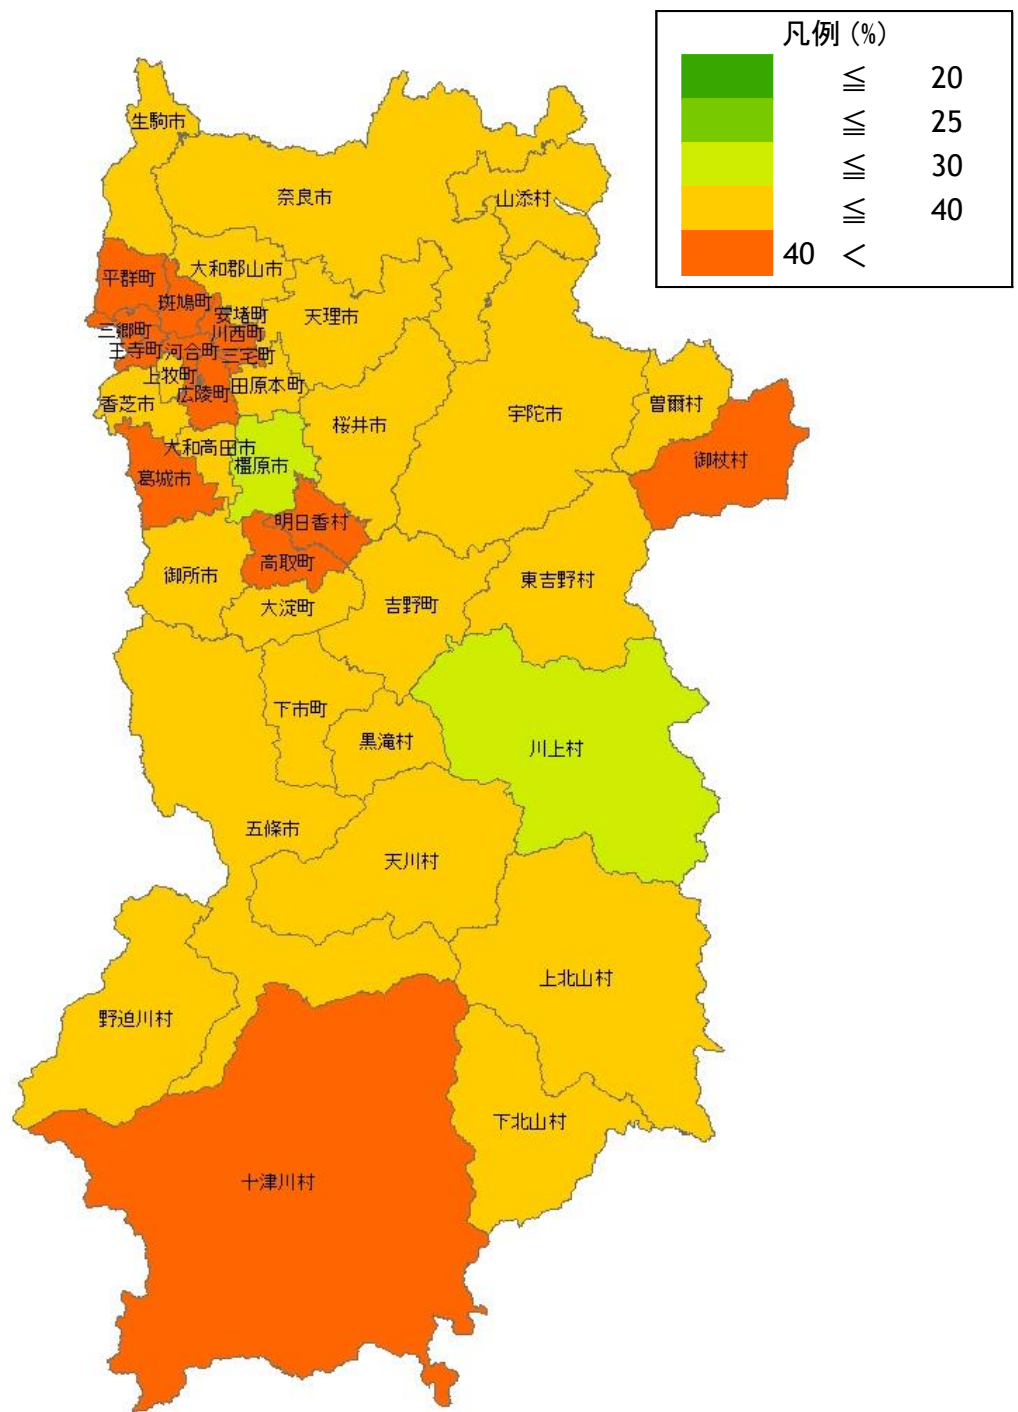 凡例 (%)
≦ 20
≦ 25
≦ 30
≦ 40
40 <
生駒市
奈良市
山添村
大和郡山市
平群町
斑鳩町
安堵町
天理市
三郷町
川西町
王寺町
河合町
三宅町
上牧町
田原本町
広陵町
香芝市
曽爾村
宇陀市
桜井市
大和高田市
橿原市
御杖村
葛城市
明日香村
高取町
御所市
東吉野村
大淀町
吉野町
下市町
黒滝村
川上村
五條市
天川村
上北山村
野迫川村
下北山村
十津川村